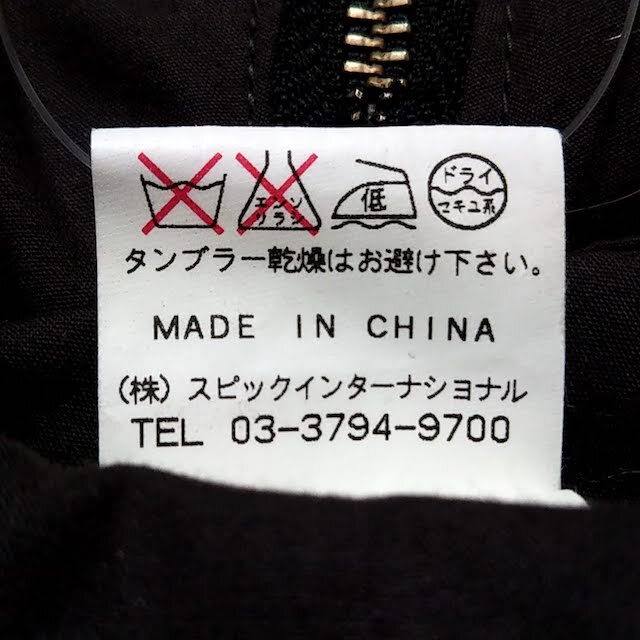 エンソ
サラシ
低
ドライ
セキユ系
タンブラー乾燥はお避け下さい。
MADE IN CHINA
（株）スピックインターナショナル
TEL 03-3794-9700